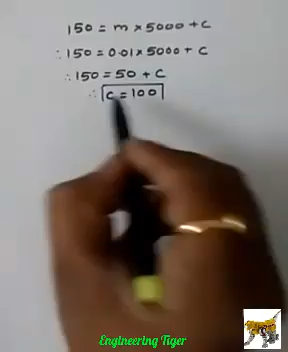 150 = m × 5000 + C
∴ 150 = 0.01 × 5000 + C
∴ 150 = 50 + C
∴ C = 100
Engineering Tiger